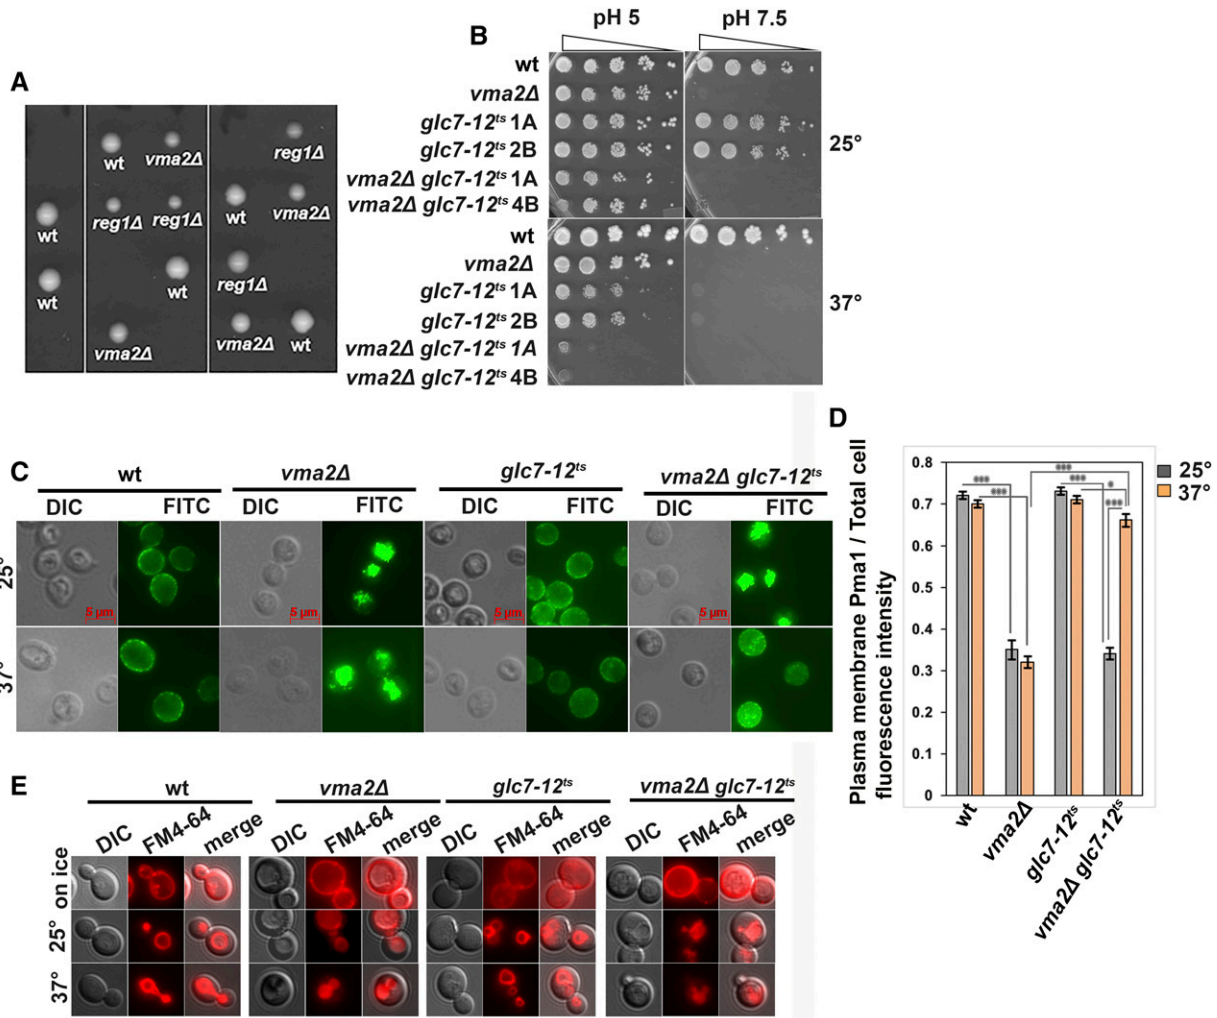 A
wt
vma2Δ
reg1Δ
wt
reg1Δ
reg1Δ
wt
vma2Δ
wt
wt
reg1Δ
vma2Δ
vma2Δ
wt
B
pH 5
pH 7.5
wt
vma2Δ
glc7-12ts 1A
glc7-12ts 2B
vma2Δ glc7-12ts 1A
vma2Δ glc7-12ts 4B
25°
wt
vma2Δ
glc7-12ts 1A
glc7-12ts 2B
vma2Δ glc7-12ts 1A
vma2Δ glc7-12ts 4B
37°
C
wt
vma2Δ
glc7-12ts
vma2Δ glc7-12ts
DIC FITC DIC FITC DIC FITC DIC FITC
25°
5 µm
5 µm
5 µm
5 µm
37°
D
Plasma membrane Pma1 / Total cell
fluorescence intensity
0.8
0.7
0.6
0.5
0.4
0.3
0.2
0.1
0
***
***
***
***
*
***
25°
37°
wt
vma2Δ
glc7-12ts
vma2Δ glc7-12ts
E
wt
vma2Δ
glc7-12ts
vma2Δ glc7-12ts
DIC FM4-64 merge DIC FM4-64 merge DIC FM4-64 merge DIC FM4-64 merge
on ice
25°
37°